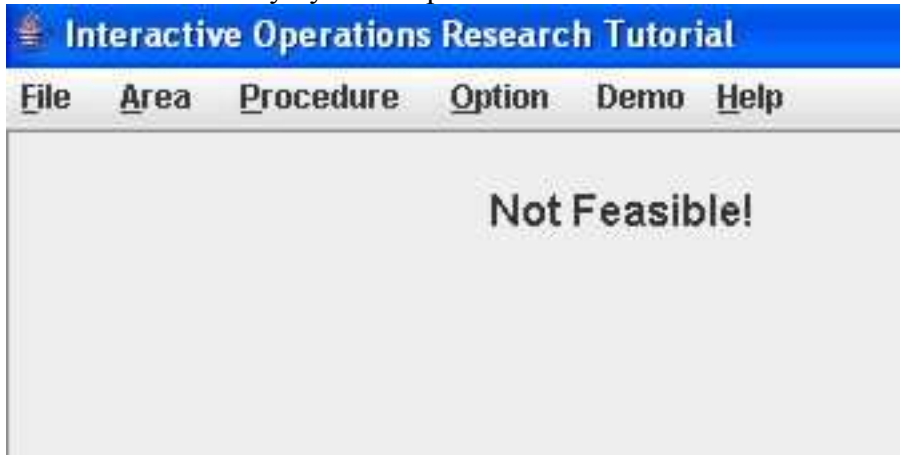 Interactive Operations Research Tutorial
File Area Procedure Option Demo Help
Not Feasible!